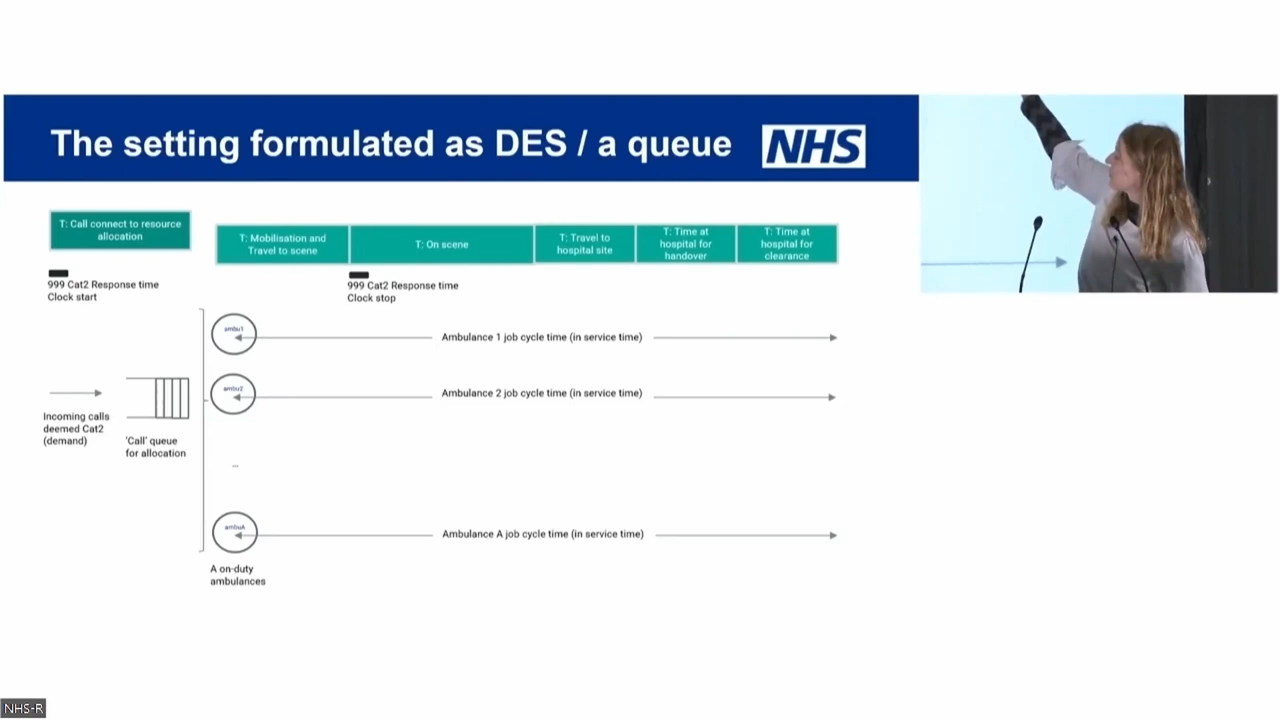 The setting formulated as DES / a queue
NHS
T: Call connect to resource
allocation
T: Mobilisation and
Travel to scene
T: On scene
T: Travel to
hospital site
T: Time at
hospital for
handover
T: Time at
hospital for
clearance
999 Cat2 Response time
Clock start
999 Cat2 Response time
Clock stop
ambu1
Ambulance 1 job cycle time (in service time)
ambu2
Ambulance 2 job cycle time (in service time)
Incoming calls
deemed Cat2
(demand)
'Call' queue
for allocation
...
ambuA
Ambulance A job cycle time (in service time)
A on-duty
ambulances
NHS-R